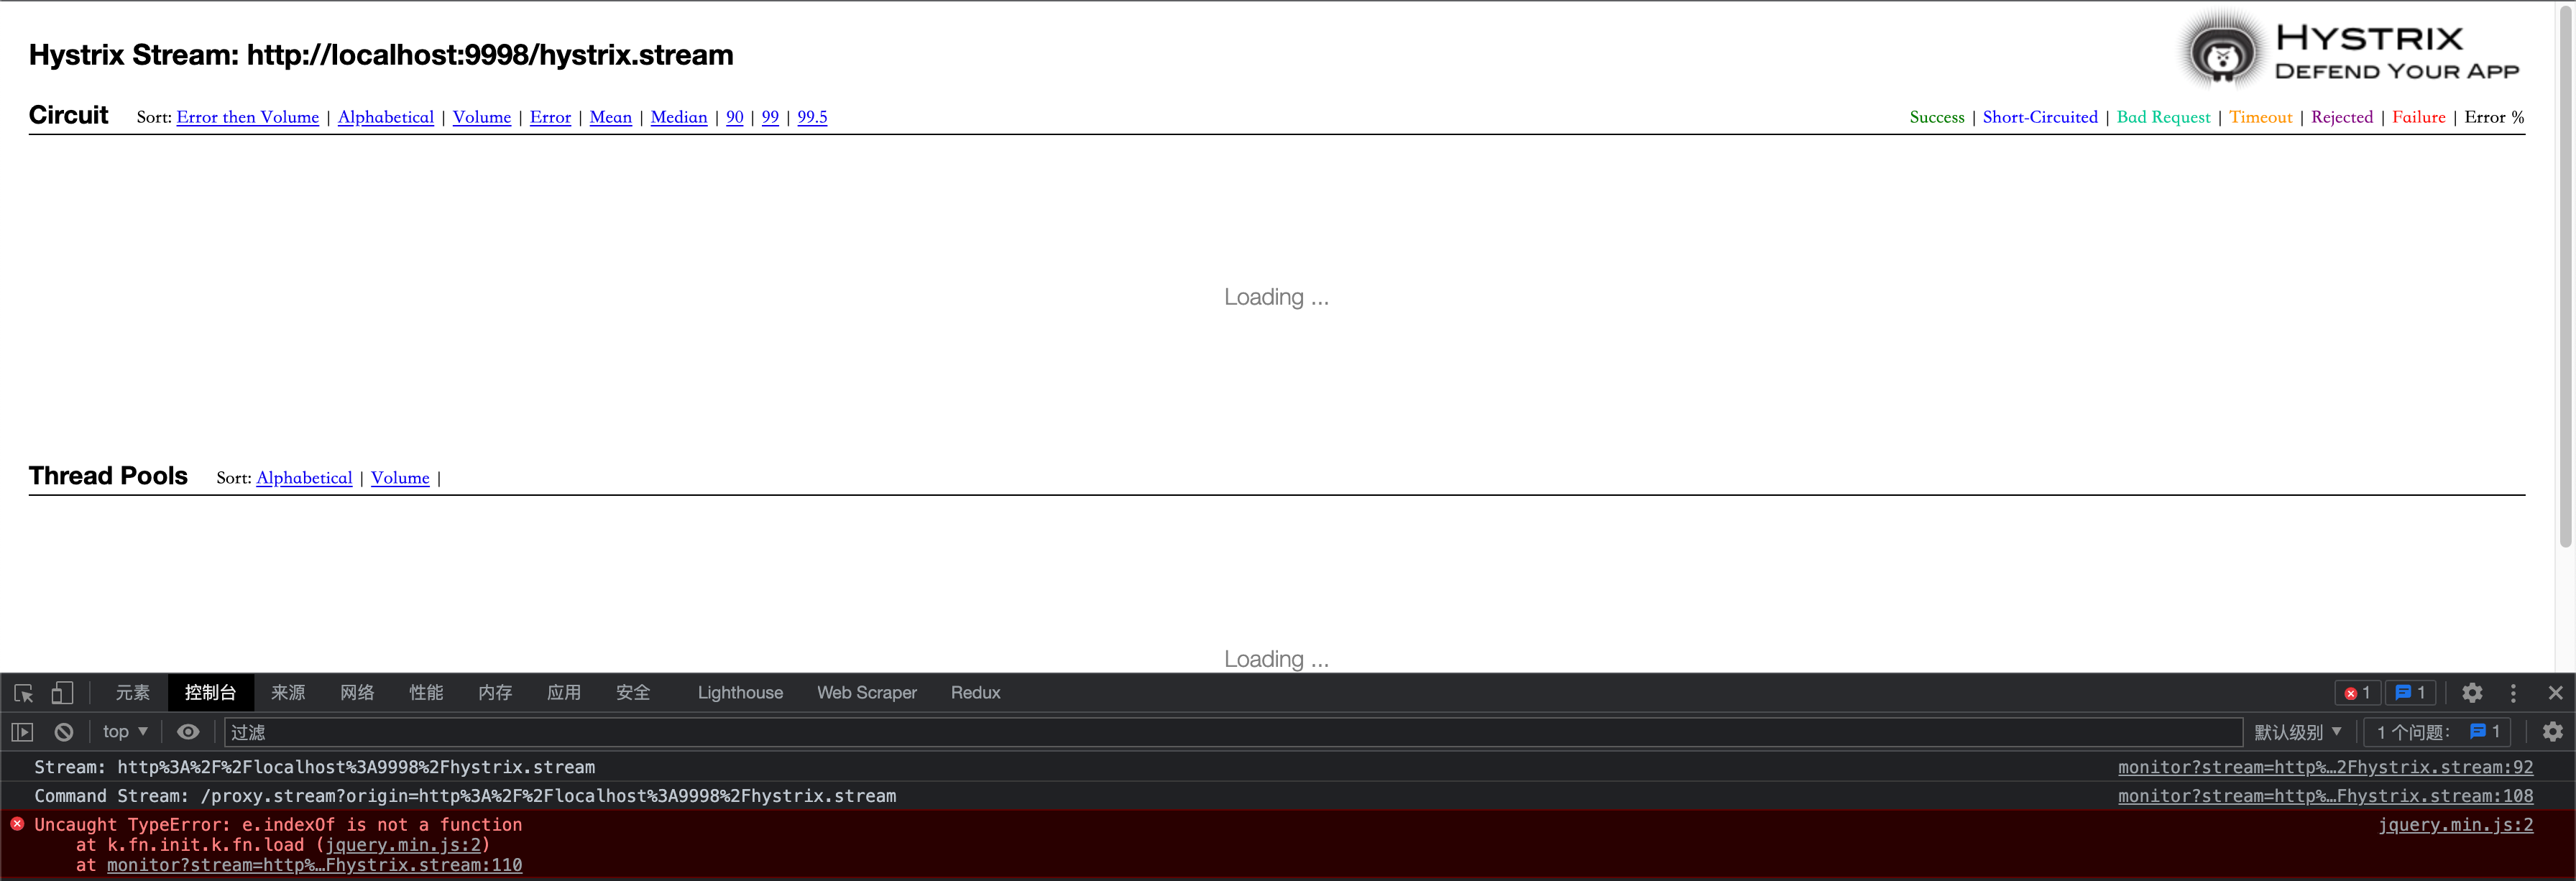 Hystrix Stream: http://localhost:9998/hystrix.stream
HYSTRIX
DEFEND YOUR APP
Circuit Sort: Error then Volume | Alphabetical | Volume | Error | Mean | Median | 90 | 99 | 99.5
Success | Short-Circuited | Bad Request | Timeout | Rejected | Failure | Error %
Loading ...
Thread Pools Sort: Alphabetical | Volume |
Loading ...
元素 控制台 来源 网络 性能 内存 应用 安全 Lighthouse Web Scraper Redux 1 1
top 过滤 默认级别 1 个问题: 1
Stream: http%3A%2F%2Flocalhost%3A9998%2Fhystrix.stream monitor?stream=http%…2Fhystrix.stream:92
Command Stream: /proxy.stream?origin=http%3A%2F%2Flocalhost%3A9998%2Fhystrix.stream monitor?stream=http%…Fhystrix.stream:108
Uncaught TypeError: e.indexOf is not a function jquery.min.js:2
at k.fn.init.k.fn.load (jquery.min.js:2)
at monitor?stream=http%…Fhystrix.stream:110